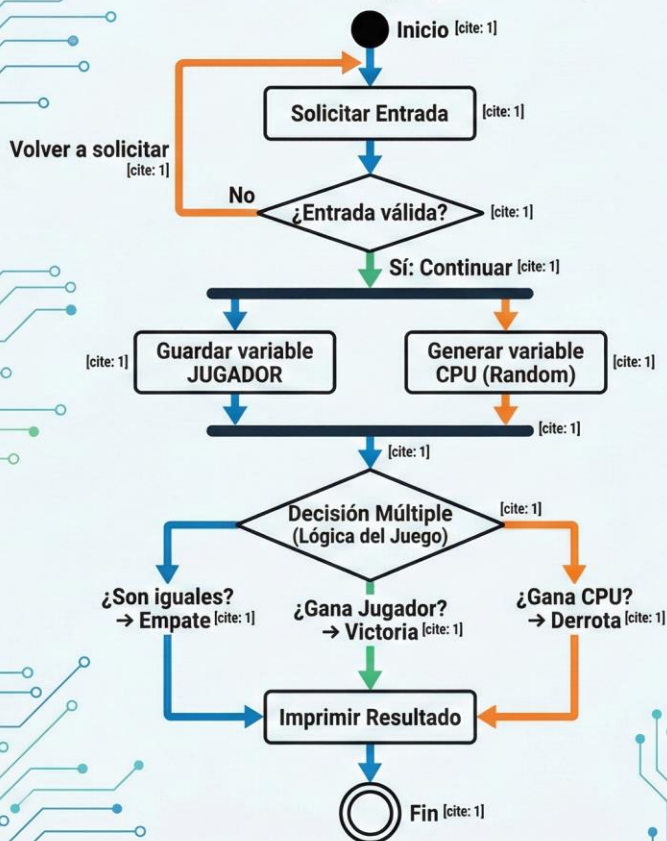 Inicio [cite: 1]
Solicitar Entrada [cite: 1]
Volver a solicitar
[cite: 1]
No
¿Entrada válida? [cite: 1]
Sí: Continuar [cite: 1]
[cite: 1]
Guardar variable
JUGADOR
Generar variable
CPU (Random)
[cite: 1]
[cite: 1]
[cite: 1]
Decisión Múltiple
(Lógica del Juego)
[cite: 1]
¿Son iguales?
→ Empate [cite: 1]
¿Gana Jugador?
→ Victoria [cite: 1]
¿Gana CPU?
→ Derrota [cite: 1]
Imprimir Resultado
Fin [cite: 1]